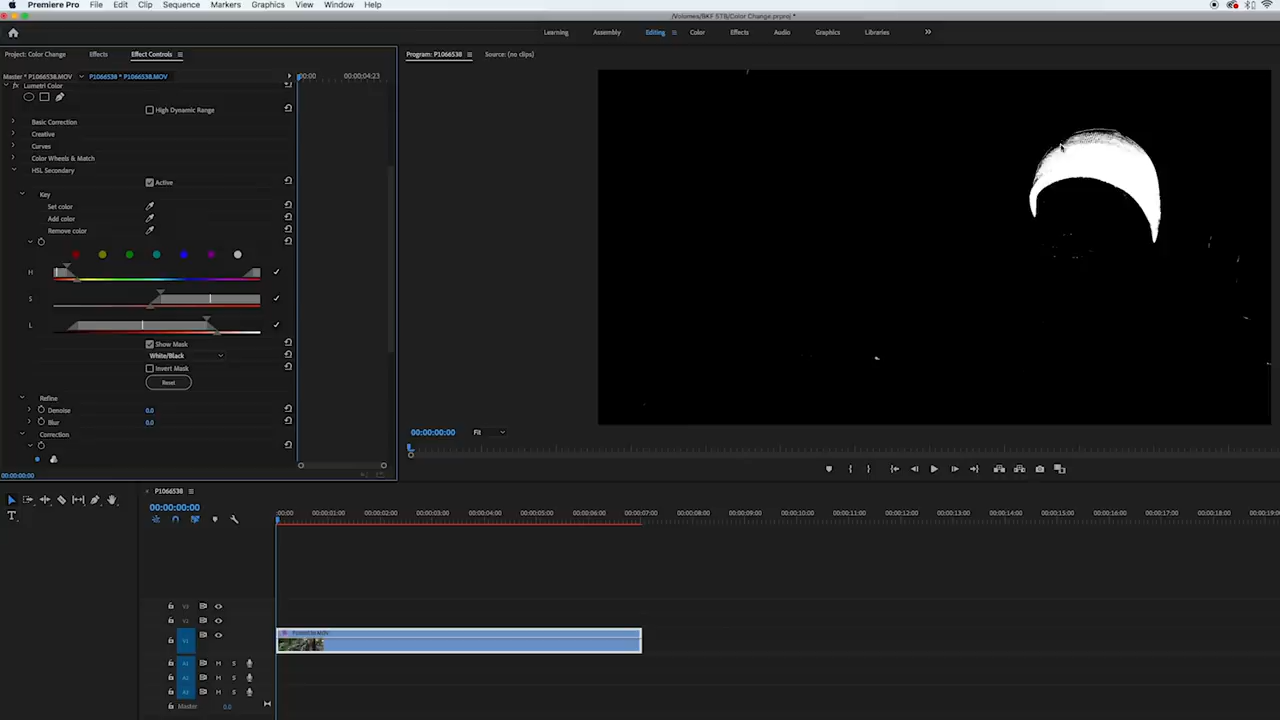 Premiere Pro File Edit Clip Sequence Markers Graphics View Window Help
/Volumes/BKF 5TB/Color Change.prproj *
Learning Assembly Editing Color Effects Audio Graphics Libraries
Project: Color Change Effects Effect Controls
Program: P1066538 Source: (no clips)
Master * P1066538.MOV P1066538 * P1066538.MOV :00:00 00:00:04:23
fx Lumetri Color
High Dynamic Range
Basic Correction
Creative
Curves
Color Wheels & Match
HSL Secondary
Active
Key
Set color
Add color
Remove color
H
S
L
Show Mask
White/Black
Invert Mask
Reset
Refine
Denoise 0.0
Blur 0.0
Correction
00:00:00:00 Fit
00:00:00:00
P1066538
00:00:00:00
:00:00 00:00:01:00 00:00:02:00 00:00:03:00 00:00:04:00 00:00:05:00 00:00:06:00 00:00:07:00 00:00:08:00 00:00:09:00 00:00:10:00 00:00:11:00 00:00:12:00 00:00:13:00 00:00:14:00 00:00:15:00 00:00:16:00 00:00:17:00 00:00:18:00 00:00:19:00
V3
V2
V1
A1 M S
A2 M S
A3 M S
Master 0.0